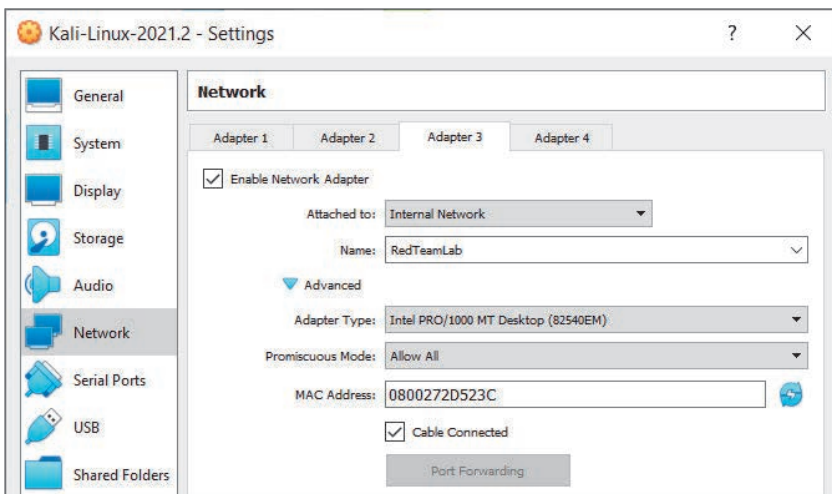 Kali-Linux-2021.2 - Settings ? ×
General
System
Display
Storage
Audio
Network
Serial Ports
USB
Shared Folders
Network
Adapter 1 Adapter 2 Adapter 3 Adapter 4
Enable Network Adapter
Attached to: Internal Network
Name: RedTeamLab
Advanced
Adapter Type: Intel PRO/1000 MT Desktop (82540EM)
Promiscuous Mode: Allow All
MAC Address: 0800272D523C
Cable Connected
Port Forwarding